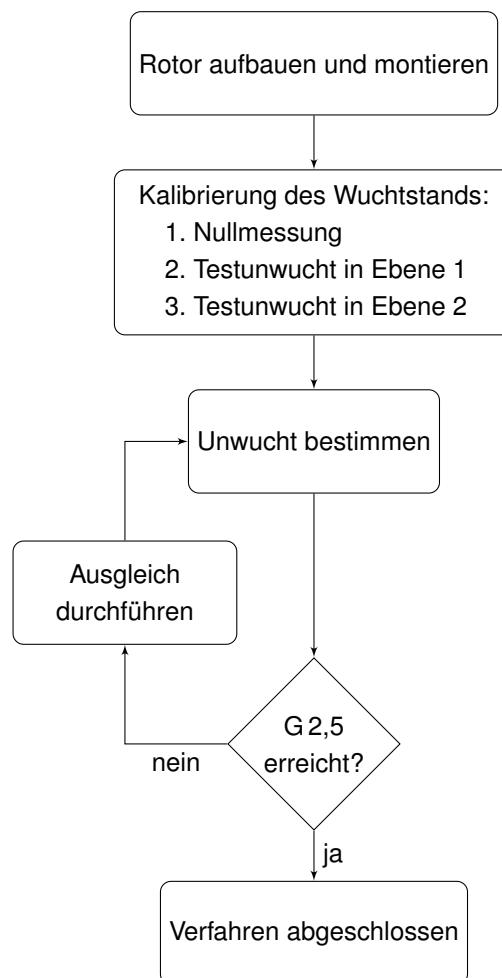 Rotor aufbauen und montieren
Kalibrierung des Wuchtstands:
1. Nullmessung
2. Testunwucht in Ebene 1
3. Testunwucht in Ebene 2
Unwucht bestimmen
Ausgleich
durchführen
G 2,5
erreicht?
nein
ja
Verfahren abgeschlossen